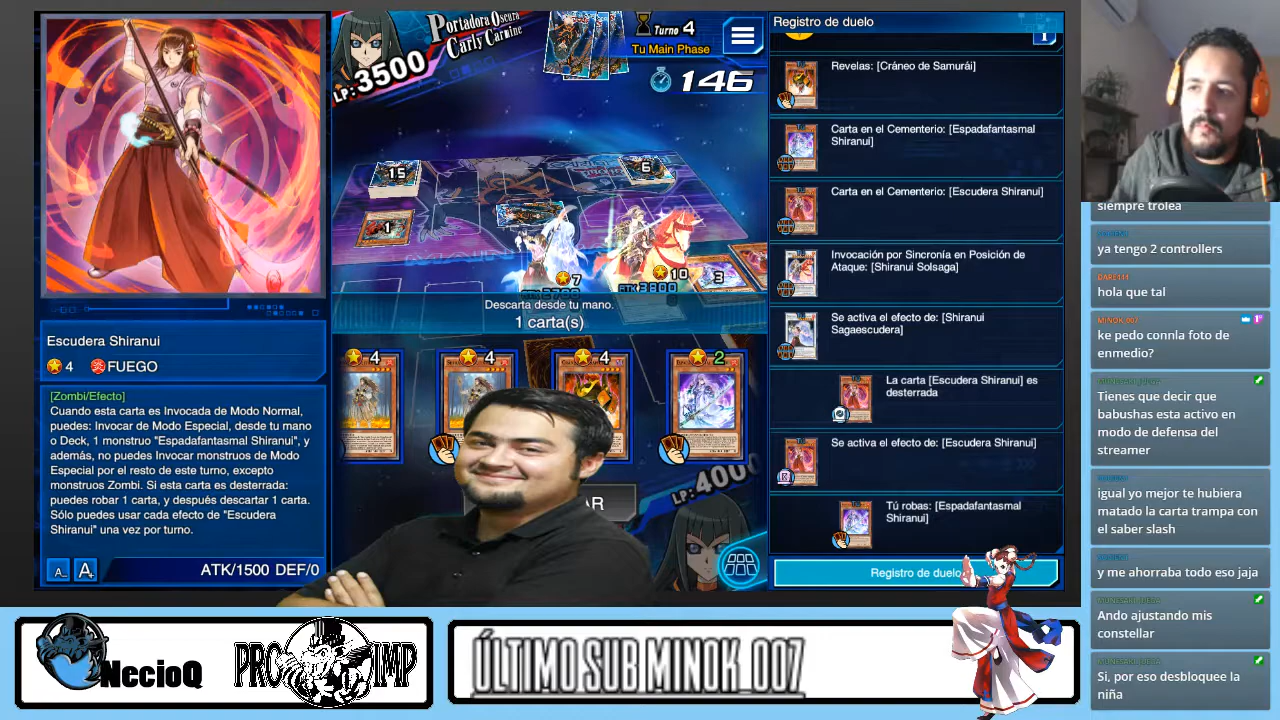 Escudera Shiranui
4
FUEGO
[Zombi/Efecto]
Cuando esta carta es Invocada de Modo Normal,
puedes: Invocar de Modo Especial, desde tu mano
o Deck, 1 monstruo "Espadafantasmal Shiranui", y
además, no puedes Invocar monstruos de Modo
Especial por el resto de este turno, excepto
monstruos Zombi. Si esta carta es desterrada:
puedes robar 1 carta, y después descartar 1 carta.
Sólo puedes usar cada efecto de "Escudera
Shiranui" una vez por turno.
A- A+
ATK/1500 DEF/0
Portadora Oscura
Carly Carmine
LP: 3500
Turno 4
Tu Main Phase
146
15
6
1
7
10
ATK 3800
3
Descarta desde tu mano.
1 carta(s)
4
4
4
2
AR
LP: 4000
Registro de duelo
Revelas: [Cráneo de Samurái]
Carta en el Cementerio: [Espadafantasmal
Shiranui]
Carta en el Cementerio: [Escudera Shiranui]
Invocación por Sincronía en Posición de
Ataque: [Shiranui Solsaga]
Se activa el efecto de: [Shiranui
Sagaescudera]
La carta [Escudera Shiranui] es
desterrada
Se activa el efecto de: [Escudera Shiranui]
Tú robas: [Espadafantasmal
Shiranui]
Registro de duelo
siempre trolea
ya tengo 2 controllers
hola que tal
MINOK_007
ke pedo connla foto de
enmedio?
Tienes que decir que
babushas esta activo en
modo de defensa del
streamer
igual yo mejor te hubiera
matado la carta trampa con
el saber slash
y me ahorraba todo eso jaja
Ando ajustando mis
constellar
Si, por eso desbloquee la
niña
NecioQ
PRO IMP
ÚLTIMO SUB MINOK_007